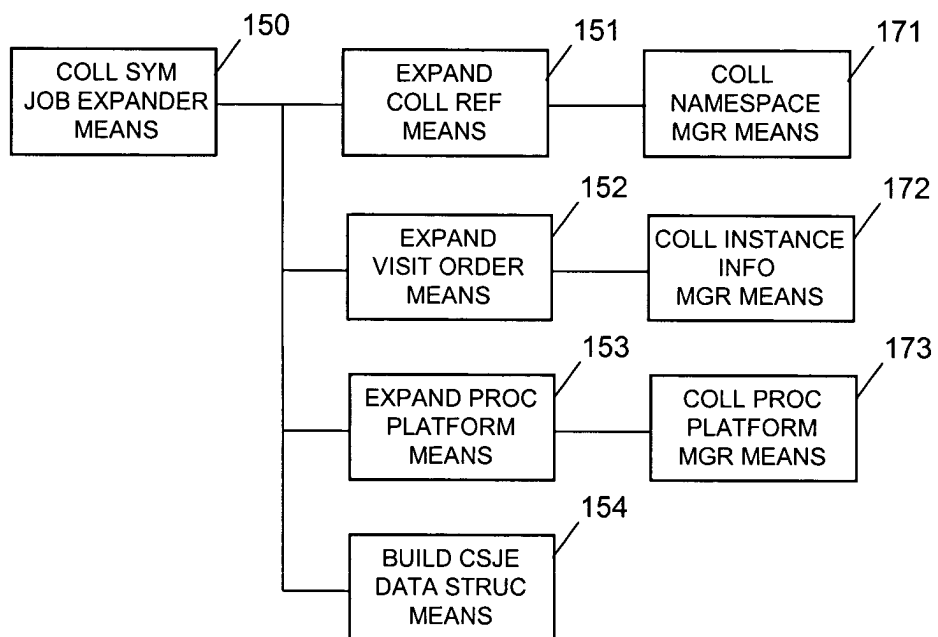 150
COLL SYM
JOB EXPANDER
MEANS
151
EXPAND
COLL REF
MEANS
171
COLL
NAMESPACE
MGR MEANS
152
EXPAND
VISIT ORDER
MEANS
172
COLL INSTANCE
INFO
MGR MEANS
153
EXPAND PROC
PLATFORM
MEANS
173
COLL PROC
PLATFORM
MGR MEANS
154
BUILD CSJE
DATA STRUC
MEANS